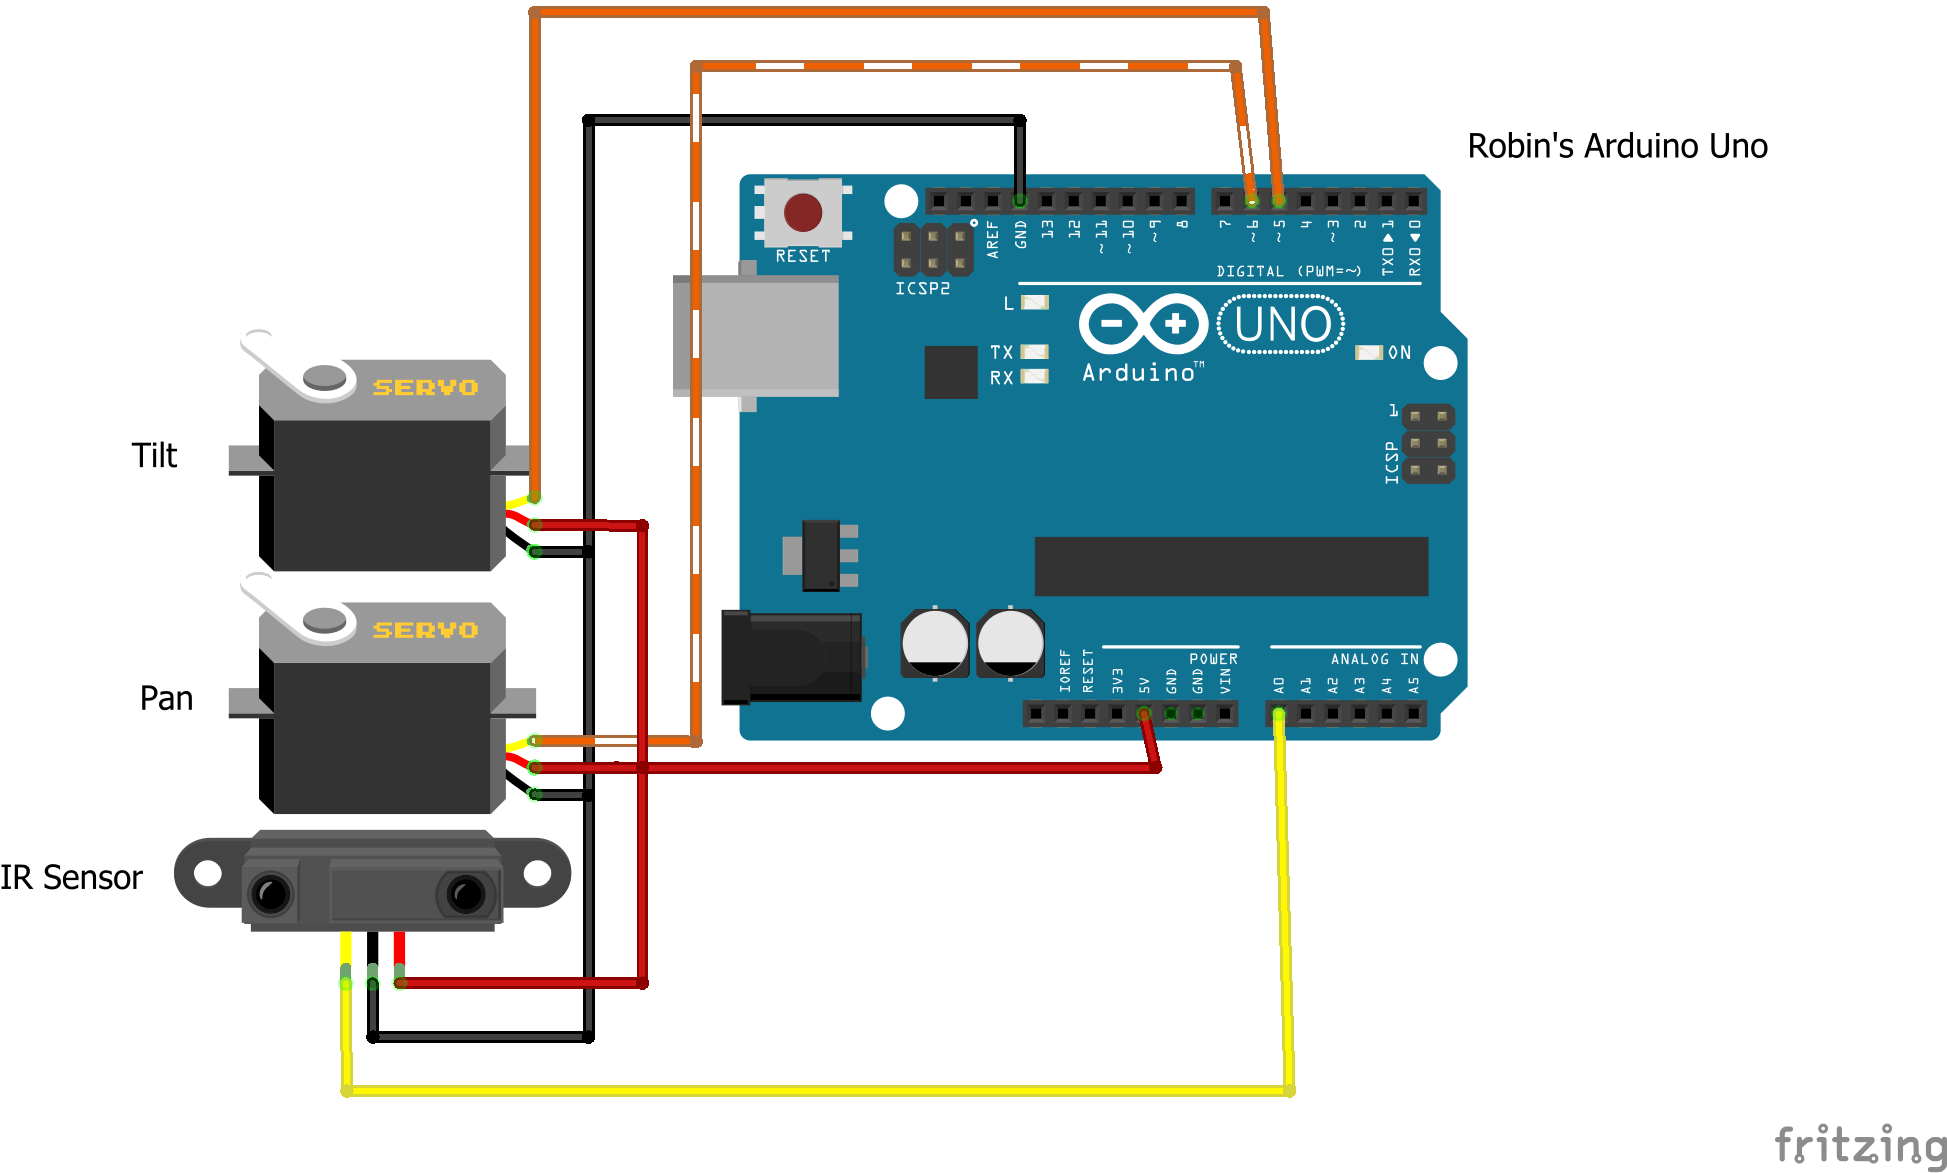 Robin's Arduino Uno
RESET
ICSP2
AREF
GND
13
12
~11
~10
~9
8
7
~6
~5
4
~3
2
TX0▶1
RX0◀0
DIGITAL (PWM=~)
L
TX
RX
Arduino™
UNO
ON
1
ICSP
SERVO
Tilt
SERVO
Pan
IR Sensor
IOREF
RESET
3V3
5V
GND
GND
VIN
POWER
A0
A1
A2
A3
A4
A5
ANALOG IN
fritzing